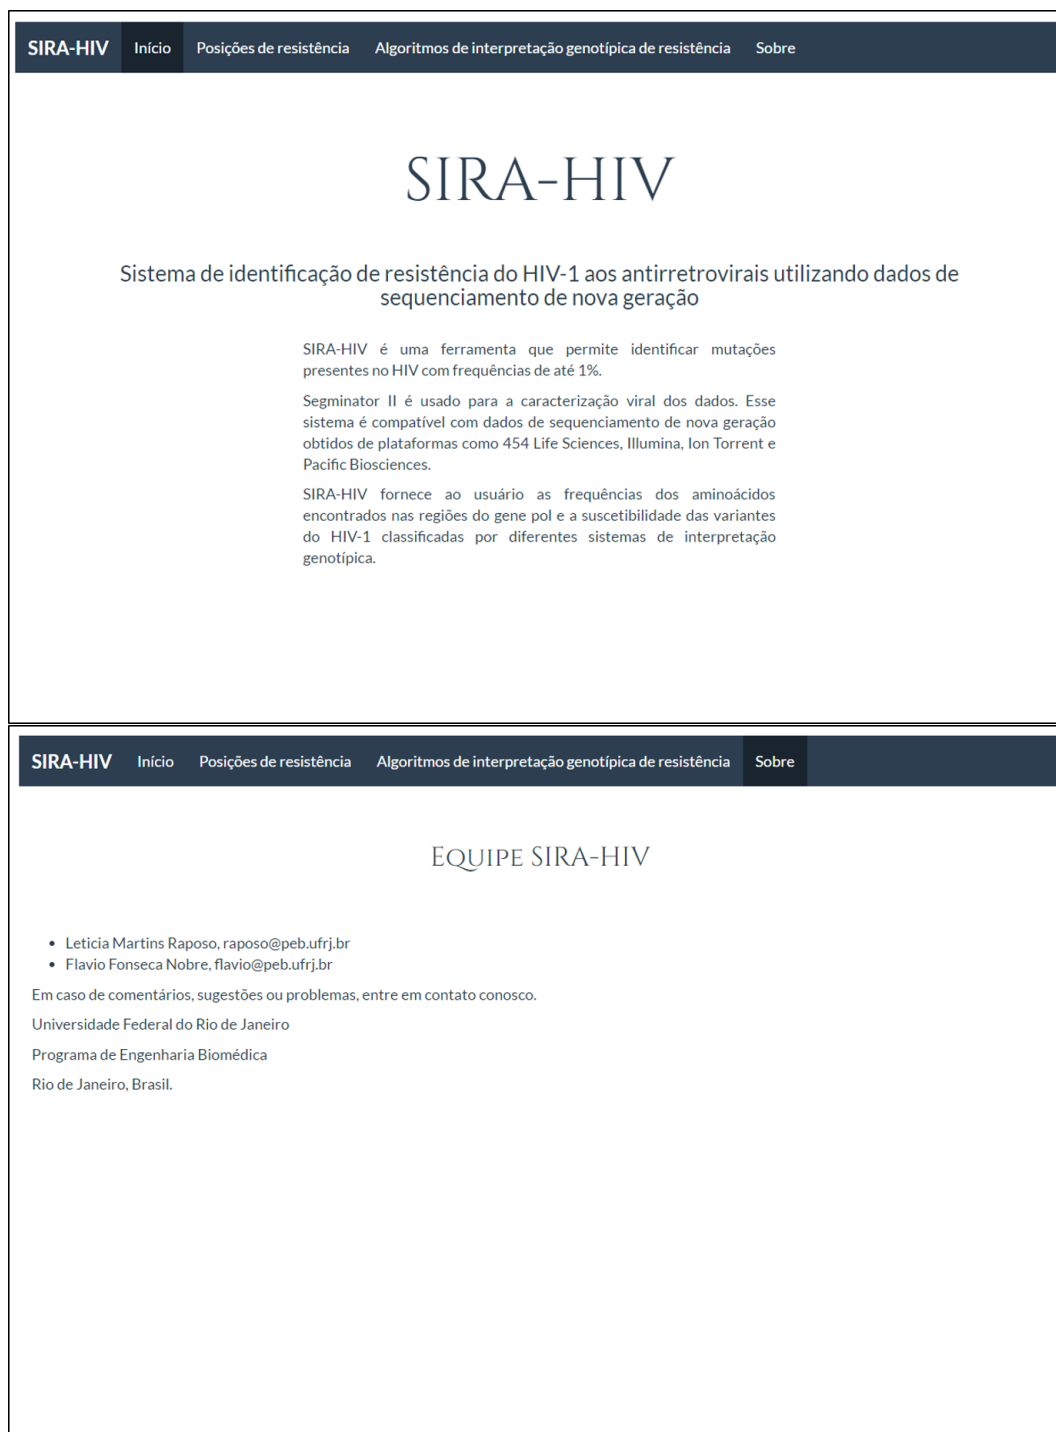 SIRA-HIV Início Posições de resistência Algoritmos de interpretação genotípica de resistência Sobre
SIRA-HIV
Sistema de identificação de resistência do HIV-1 aos antirretrovirais utilizando dados de
sequenciamento de nova geração
SIRA-HIV é uma ferramenta que permite identificar mutações
presentes no HIV com frequências de até 1%.
Segminator II é usado para a caracterização viral dos dados. Esse
sistema é compatível com dados de sequenciamento de nova geração
obtidos de plataformas como 454 Life Sciences, Illumina, Ion Torrent e
Pacific Biosciences.
SIRA-HIV fornece ao usuário as frequências dos aminoácidos
encontrados nas regiões do gene pol e a suscetibilidade das variantes
do HIV-1 classificadas por diferentes sistemas de interpretação
genotípica.
SIRA-HIV Início Posições de resistência Algoritmos de interpretação genotípica de resistência Sobre
Equipe SIRA-HIV
• Leticia Martins Raposo, raposo@peb.ufrj.br
• Flavio Fonseca Nobre, flavio@peb.ufrj.br
Em caso de comentários, sugestões ou problemas, entre em contato conosco.
Universidade Federal do Rio de Janeiro
Programa de Engenharia Biomédica
Rio de Janeiro, Brasil.